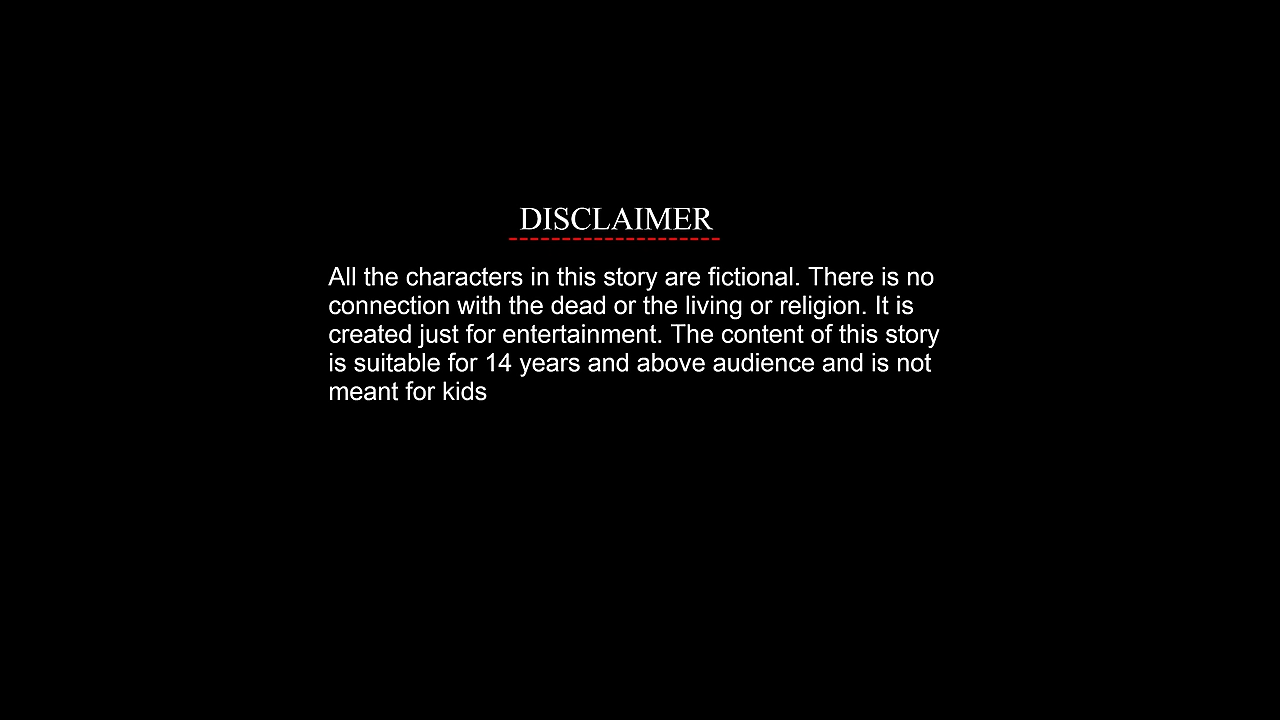 DISCLAIMER
All the characters in this story are fictional. There is no
connection with the dead or the living or religion. It is
created just for entertainment. The content of this story
is suitable for 14 years and above audience and is not
meant for kids